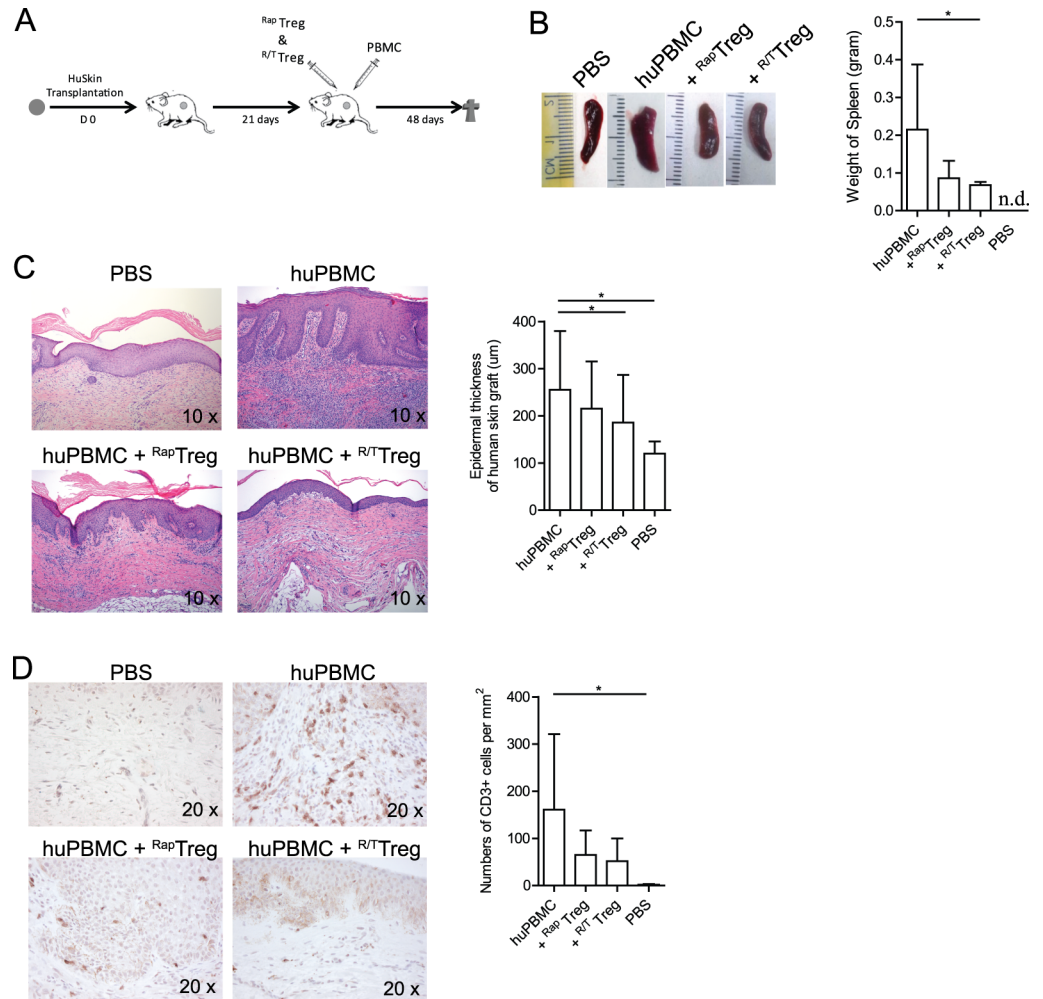 A
Rap Treg
&
R/TTreg
PBMC
HuSkin
Transplantation
D 0
21 days
48 days
B
PBS
huPBMC
+ RapTreg
+ R/TTreg
CM 1 2
Weight of Spleen (gram)
0.5
0.4
0.3
0.2
0.1
0.0
*
n.d.
huPBMC
+ RapTreg
+ R/TTreg
PBS
C
PBS
huPBMC
10 x
10 x
huPBMC + RapTreg
huPBMC + R/TTreg
10 x
10 x
Epidermal thickness
of human skin graft (um)
400
300
200
100
0
*
*
huPBMC
+ RapTreg
+ R/TTreg
PBS
D
PBS
huPBMC
20 x
20 x
huPBMC + RapTreg
huPBMC + R/TTreg
20 x
20 x
Numbers of CD3+ cells per mm2
400
300
200
100
0
*
huPBMC
+ Rap Treg
+ R/T Treg
PBS